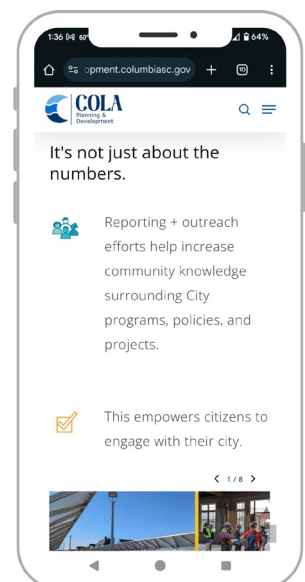 1:36 60° 64%
opment.columbiasc.gov 10
COLA
Planning &
Development
It's not just about the
numbers.
Reporting + outreach
efforts help increase
community knowledge
surrounding City
programs, policies, and
projects.
This empowers citizens to
engage with their city.
1 / 8